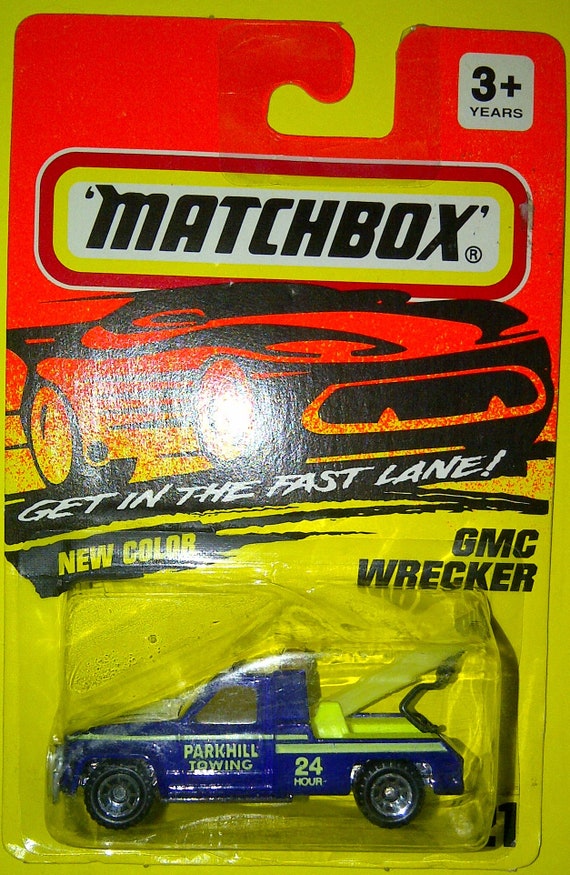 3+
YEARS
'MATCHBOX'®
GET IN THE FAST LANE!
NEW COLOR
GMC
WRECKER
PARKHILL
TOWING
24
HOUR